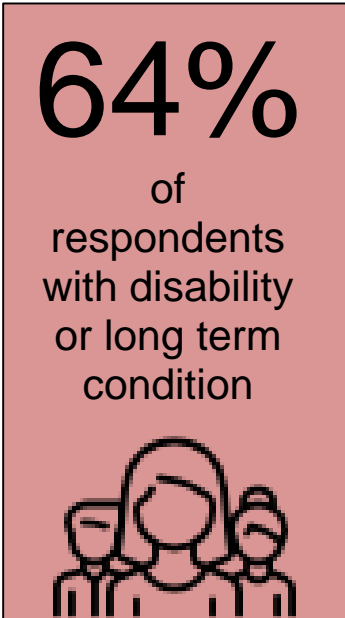 64%
of
respondents
with disability
or long term
condition